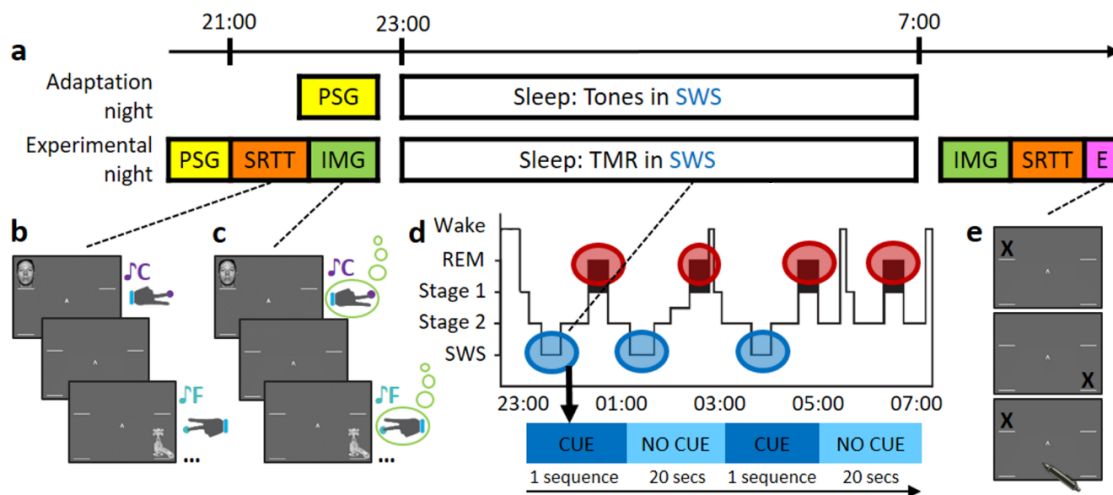 21:00 23:00 7:00
a
Adaptation
night
PSG
Sleep: Tones in SWS
Experimental
night
PSG SRTT IMG
Sleep: TMR in SWS
IMG SRTT E
b
♪C
♪F
...
c
♪C
♪F
...
d
Wake
REM
Stage 1
Stage 2
SWS
23:00 01:00 03:00 05:00 07:00
CUE NO CUE CUE NO CUE
1 sequence 20 secs 1 sequence 20 secs
e
X
X
X